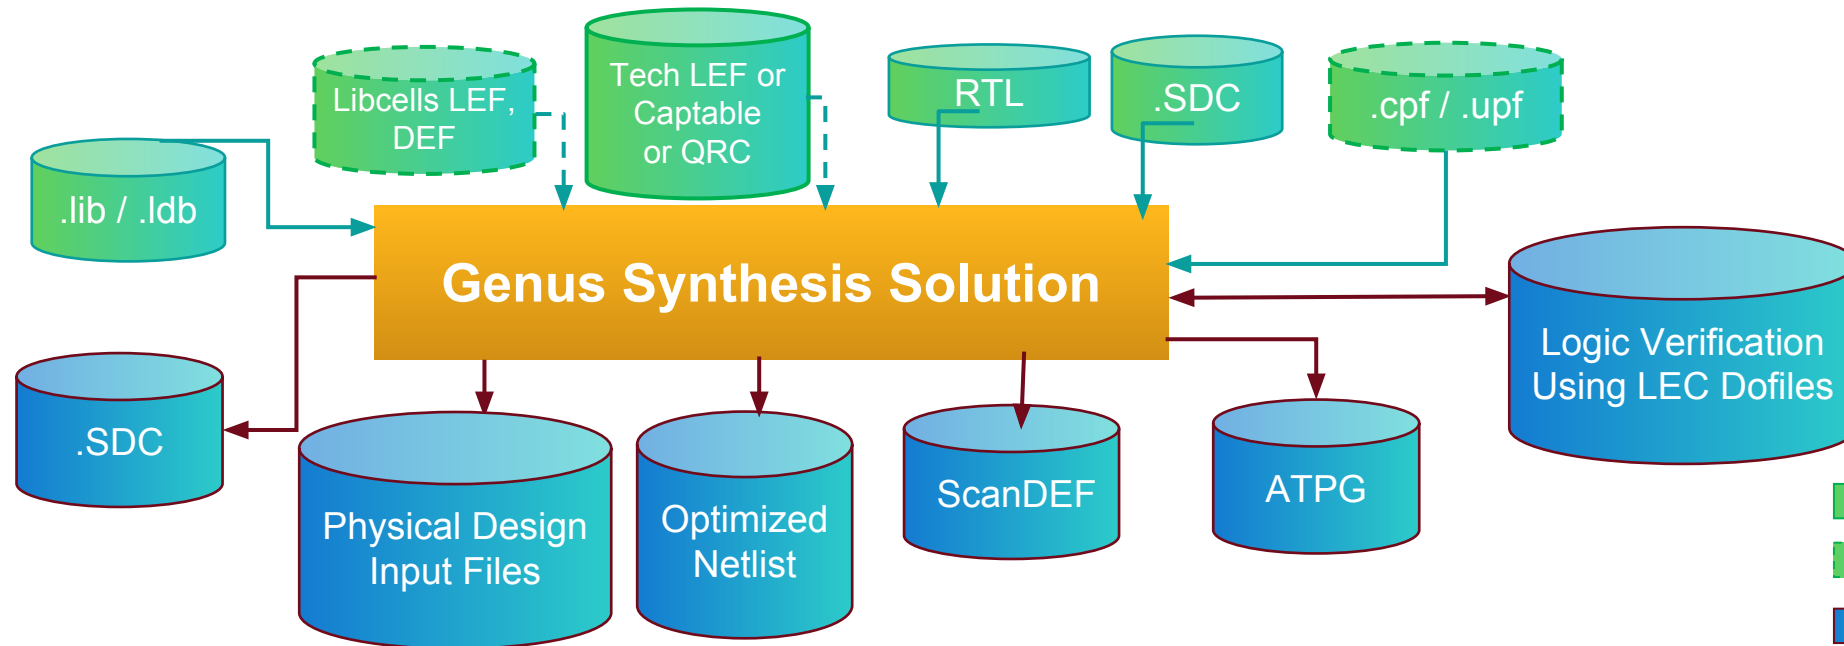 Libcells LEF,
DEF
Tech LEF or
Captable
or QRC
RTL
.SDC
.cpf / .upf
.lib / .ldb
Genus Synthesis Solution
Logic Verification
Using LEC Dofiles
.SDC
Physical Design
Input Files
Optimized
Netlist
ScanDEF
ATPG